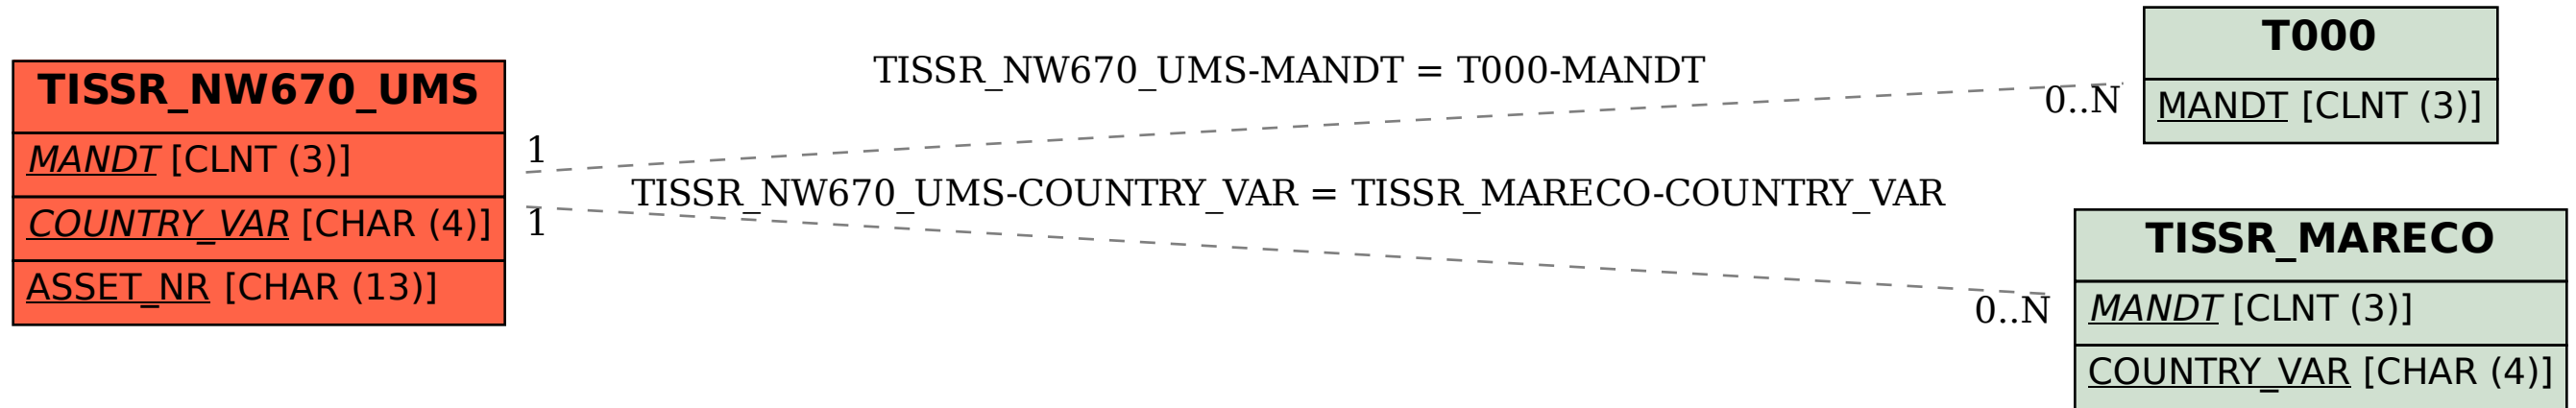 TISSR_NW670_UMS
MANDT [CLNT (3)]
COUNTRY_VAR [CHAR (4)]
ASSET_NR [CHAR (13)]
TISSR_NW670_UMS-MANDT = T000-MANDT
1
0..N
TISSR_NW670_UMS-COUNTRY_VAR = TISSR_MARECO-COUNTRY_VAR
1
0..N
T000
MANDT [CLNT (3)]
TISSR_MARECO
MANDT [CLNT (3)]
COUNTRY_VAR [CHAR (4)]